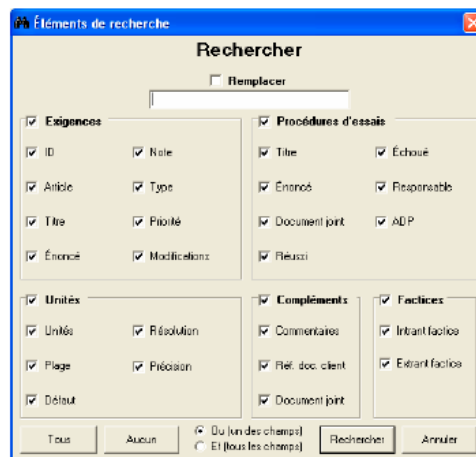 Éléments de recherche
Rechercher
Remplacer
Exigences
Procédures d'essais
ID
Note
Titre
Échoué
Article
Type
Énoncé
Responsable
Titre
Priorité
Document joint
ADP
Énoncé
Modifications
Réussi
Unités
Compléments
Factices
Unités
Résolution
Commentaires
Intrant factice
Plage
Précision
Réf. doc. client
Extrant factice
Défaut
Document joint
Tous
Aucun
Ou (un des champs)
Et (tous les champs)
Rechercher
Annuler